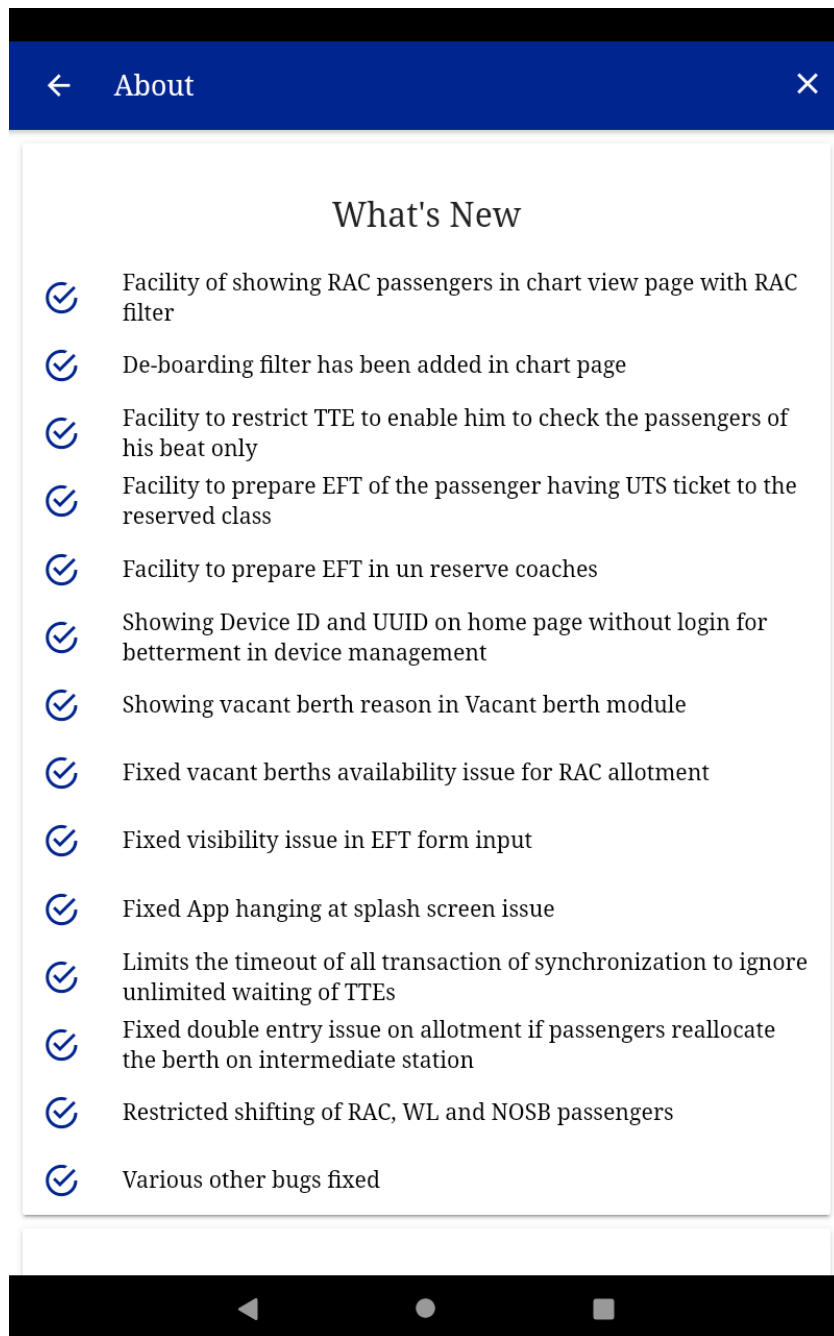 About
What's New
Facility of showing RAC passengers in chart view page with RAC
filter
De-boarding filter has been added in chart page
Facility to restrict TTE to enable him to check the passengers of
his beat only
Facility to prepare EFT of the passenger having UTS ticket to the
reserved class
Facility to prepare EFT in un reserve coaches
Showing Device ID and UUID on home page without login for
betterment in device management
Showing vacant berth reason in Vacant berth module
Fixed vacant berths availability issue for RAC allotment
Fixed visibility issue in EFT form input
Fixed App hanging at splash screen issue
Limits the timeout of all transaction of synchronization to ignore
unlimited waiting of TTEs
Fixed double entry issue on allotment if passengers reallocate
the berth on intermediate station
Restricted shifting of RAC, WL and NOSB passengers
Various other bugs fixed